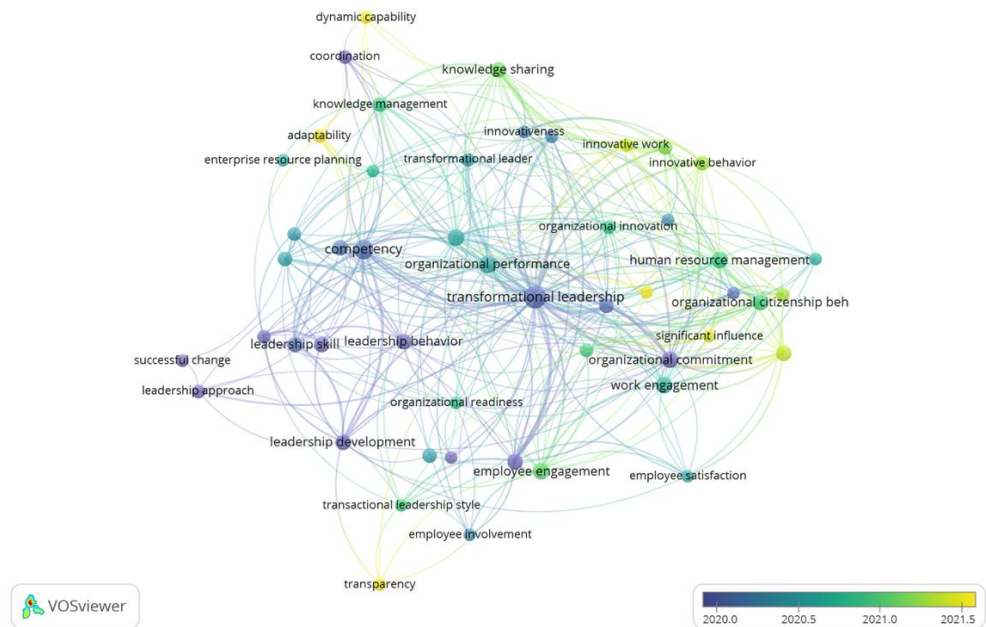 dynamic capability
coordination
knowledge sharing
knowledge management
adaptability
innovativeness
innovative work
enterprise resource planning
transformational leader
innovative behavior
organizational innovation
competency
organizational performance
human resource management
transformational leadership
organizational citizenship beh
significant influence
leadership skill
leadership behavior
successful change
organizational commitment
work engagement
leadership approach
organizational readiness
leadership development
employee engagement
employee satisfaction
transactional leadership style
employee involvement
transparency
VOSviewer
2020.0 2020.5 2021.0 2021.5